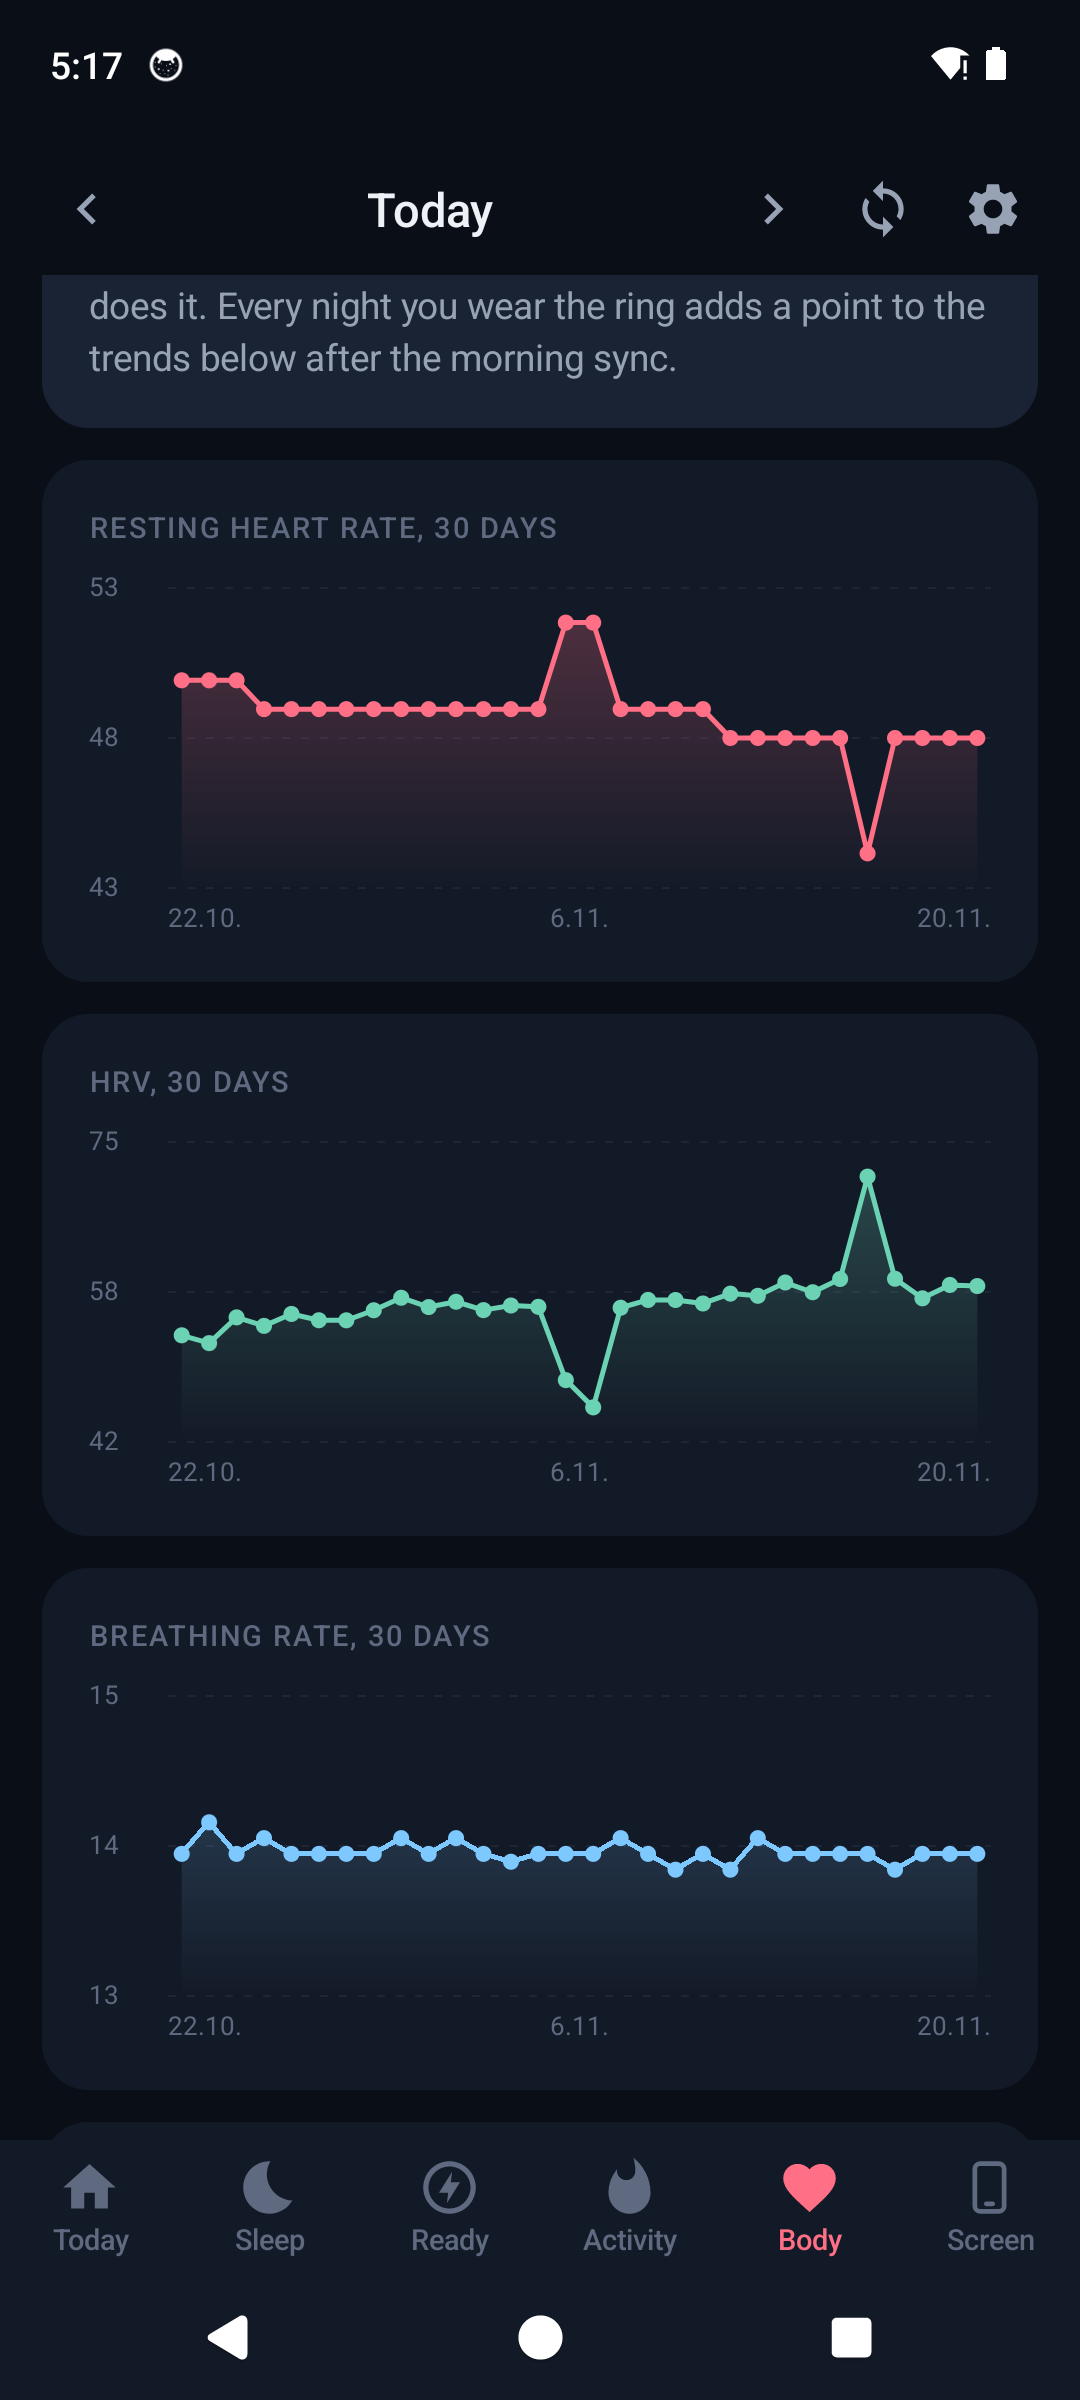 5:17
Today
does it. Every night you wear the ring adds a point to the
trends below after the morning sync.
RESTING HEART RATE, 30 DAYS
53
48
43
22.10.
6.11.
20.11.
HRV, 30 DAYS
75
58
42
22.10.
6.11.
20.11.
BREATHING RATE, 30 DAYS
15
14
13
22.10.
6.11.
20.11.
Today
Sleep
Ready
Activity
Body
Screen